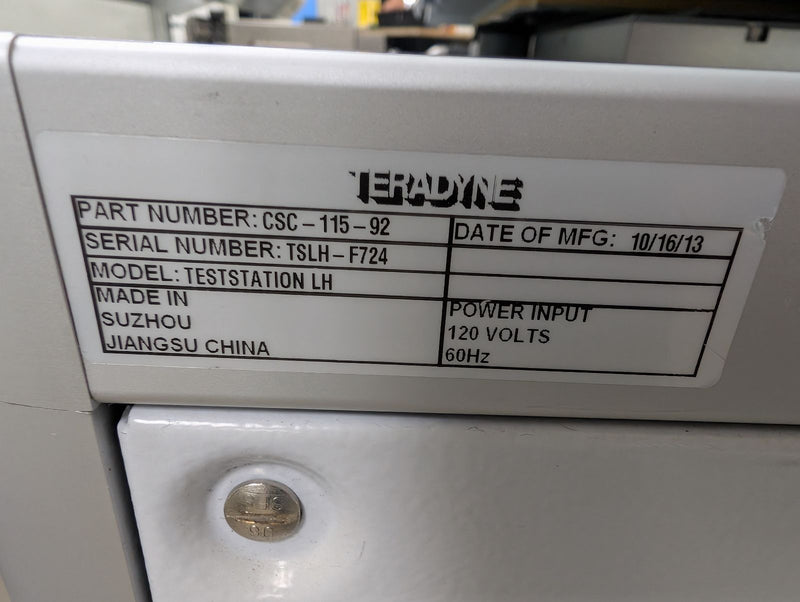 TERADYNE
PART NUMBER: CSC-115-92
DATE OF MFG: 10/16/13
SERIAL NUMBER: TSLH-F724
MODEL: TESTSTATION LH
MADE IN
SUZHOU
JIANGSU CHINA
POWER INPUT
120 VOLTS
60Hz